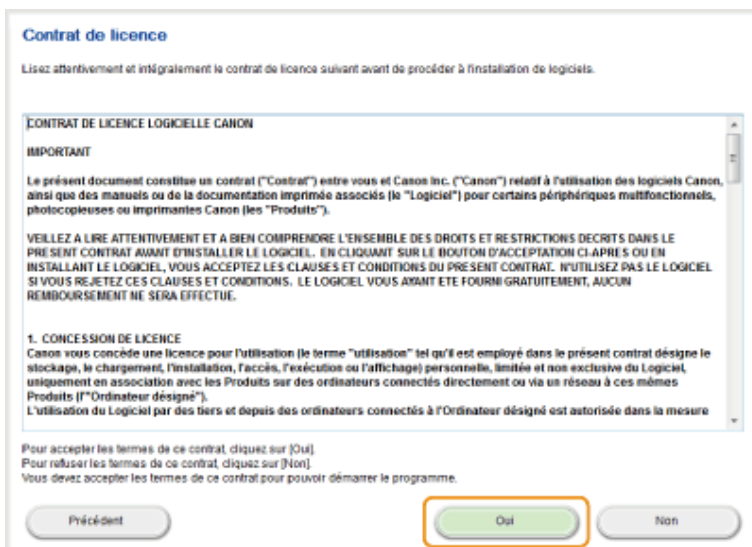 Contrat de licence
Lisez attentivement et intégralement le contrat de licence suivant avant de procéder à l'installation de logiciels.
CONTRAT DE LICENCE LOGICIELLE CANON
IMPORTANT
Le présent document constitue un contrat ("Contrat") entre vous et Canon Inc. ("Canon") relatif à l'utilisation des logiciels Canon,
ainsi que des manuels ou de la documentation imprimée associés (le "Logiciel") pour certains périphériques multifonctionnels,
photocopieuses ou imprimantes Canon (les "Produits").
VEILLEZ A LIRE ATTENTIVEMENT ET A BIEN COMPRENDRE L'ENSEMBLE DES DROITS ET RESTRICTIONS DECRITS DANS LE
PRESENT CONTRAT AVANT D'INSTALLER LE LOGICIEL. EN CLIQUANT SUR LE BOUTON D'ACCEPTATION CI-APRES OU EN
INSTALLANT LE LOGICIEL, VOUS ACCEPTEZ LES CLAUSES ET CONDITIONS DU PRESENT CONTRAT. N'UTILISEZ PAS LE LOGICIEL
SI VOUS REJETEZ CES CLAUSES ET CONDITIONS. LE LOGICIEL VOUS AYANT ETE FOURNI GRATUITEMENT, AUCUN
REMBOURSEMENT NE SERA EFFECTUE.
1. CONCESSION DE LICENCE
Canon vous concède une licence pour l'utilisation (le terme "utilisation" tel qu'il est employé dans le présent contrat désigne le
stockage, le chargement, l'installation, l'accès, l'exécution ou l'affichage) personnelle, limitée et non exclusive du Logiciel,
uniquement en association avec les Produits sur des ordinateurs connectés directement ou via un réseau à ces mêmes
Produits (l'"Ordinateur désigné").
L'utilisation du Logiciel par des tiers et depuis des ordinateurs connectés à l'Ordinateur désigné est autorisée dans la mesure
Pour accepter les termes de ce contrat, cliquez sur [Oui].
Pour refuser les termes de ce contrat, cliquez sur [Non].
Vous devez accepter les termes de ce contrat pour pouvoir démarrer le programme.
Précédent Oui Non